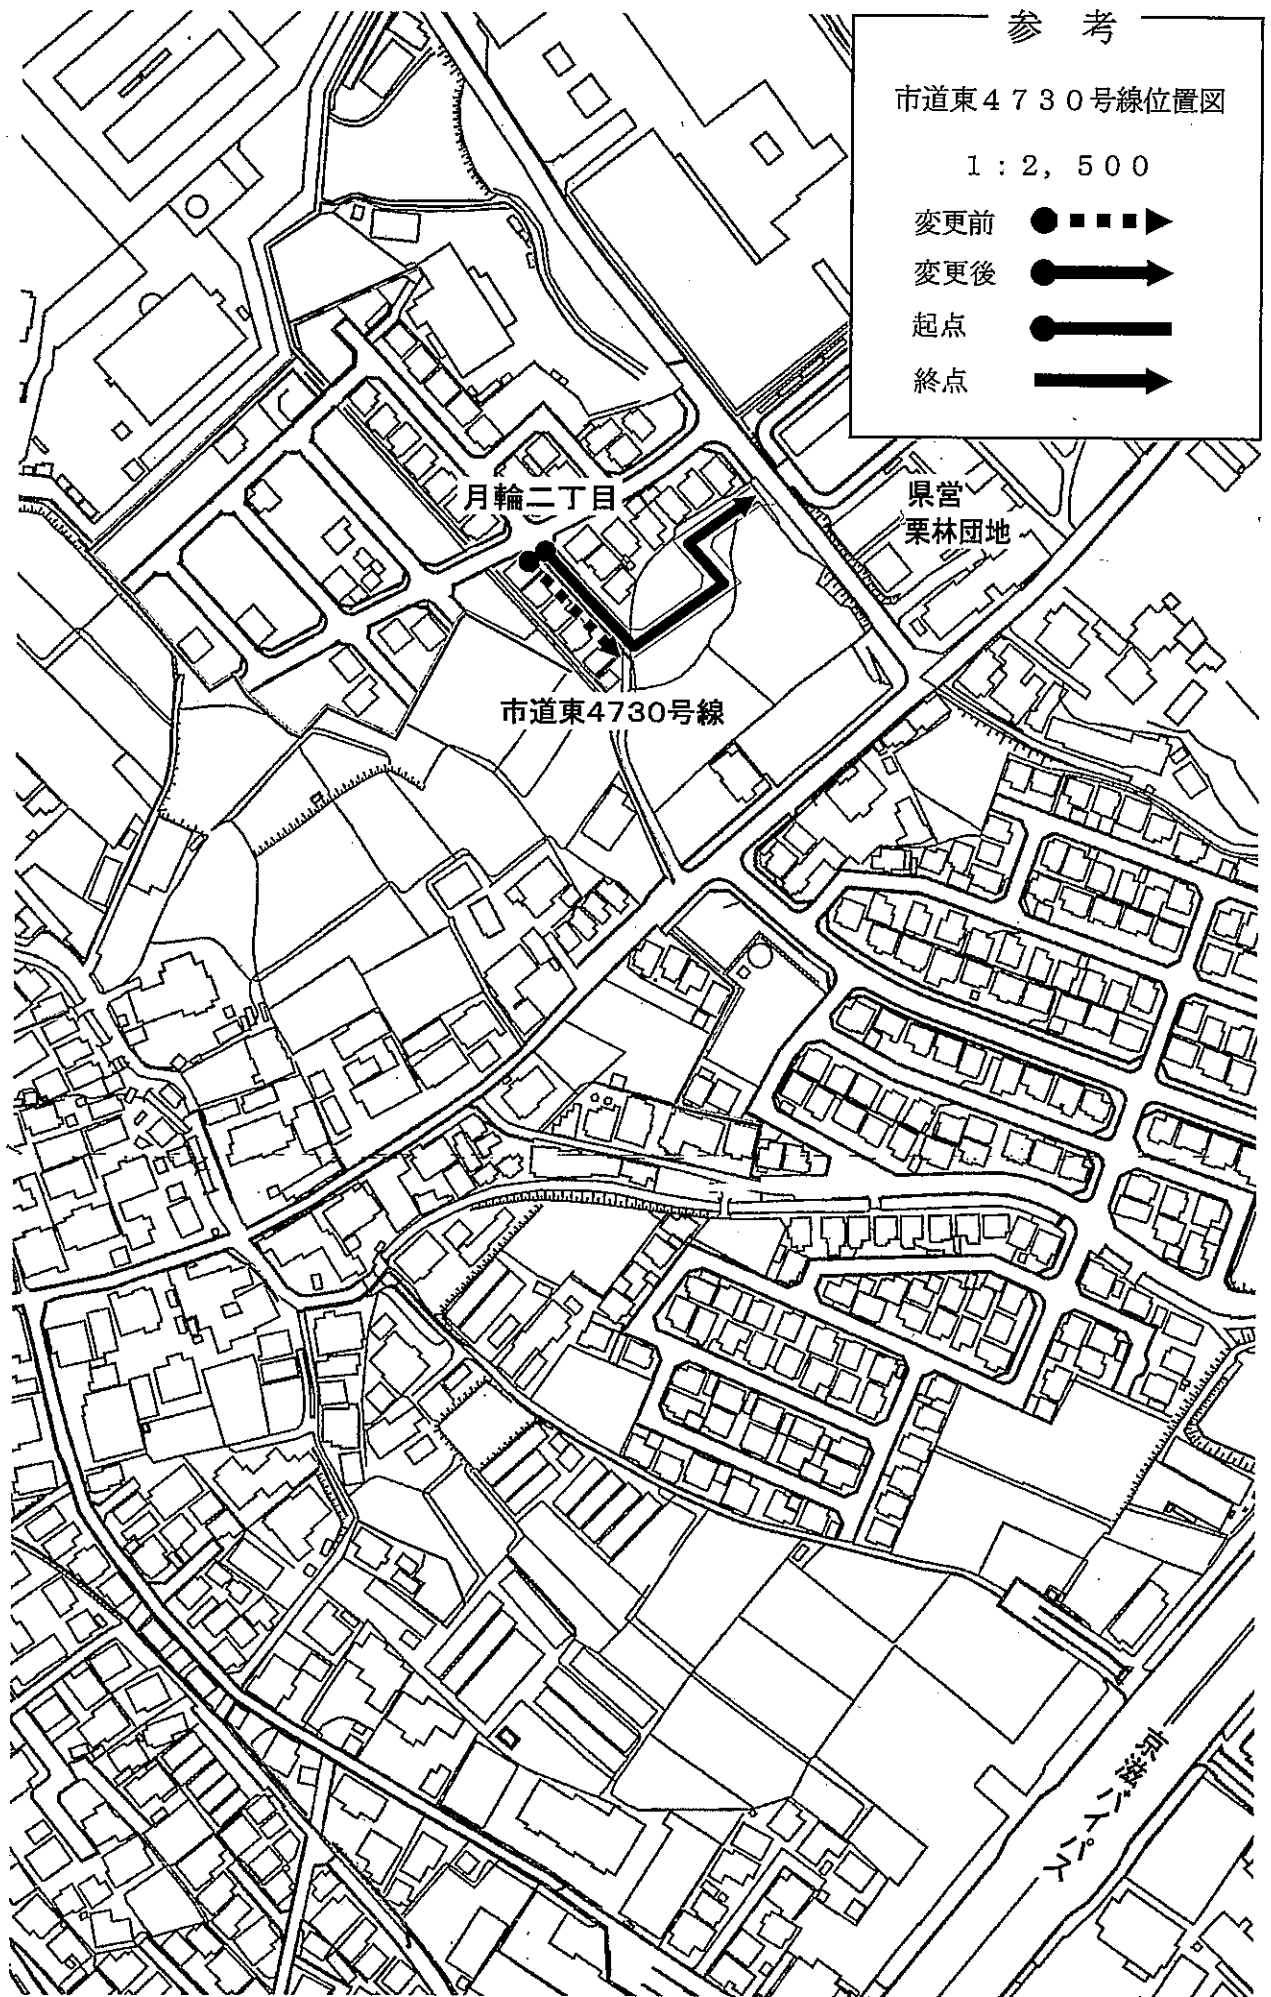 参 考
市道東４７３０号線位置図
１：２，５００
変更前
変更後
起点
終点
月輪二丁目
県営
栗林団地
市道東4730号線
京滋バイパス